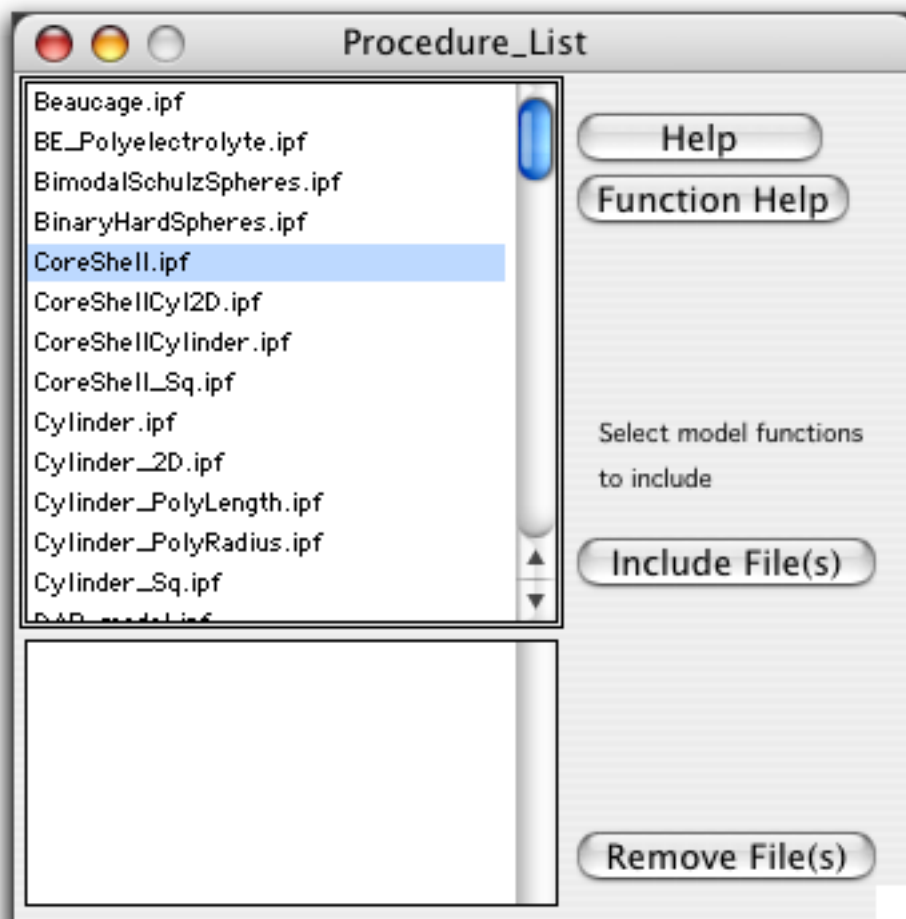 Procedure_List
Beaucage.ipf
BE_Polyelectrolyte.ipf
BimodalSchulzSpheres.ipf
BinaryHardSpheres.ipf
CoreShell.ipf
CoreShellCyl2D.ipf
CoreShellCylinder.ipf
CoreShell_Sq.ipf
Cylinder.ipf
Cylinder_2D.ipf
Cylinder_PolyLength.ipf
Cylinder_PolyRadius.ipf
Cylinder_Sq.ipf
Help
Function Help
Select model functions
to include
Include File(s)
Remove File(s)